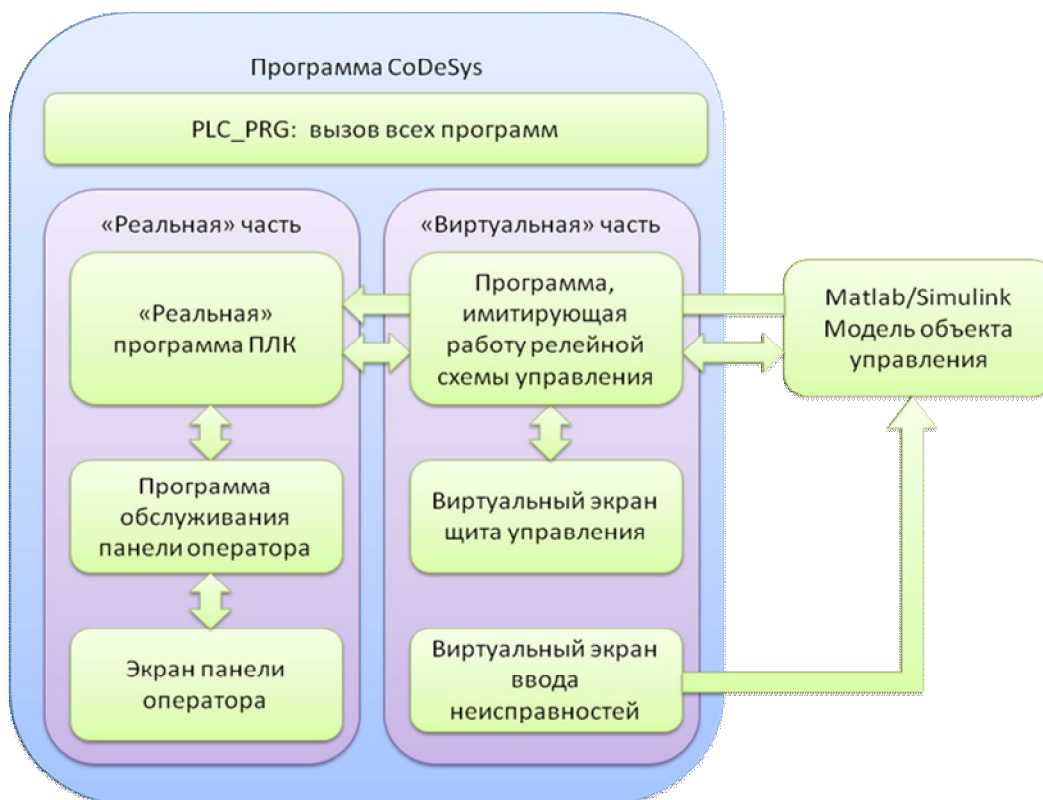 Программа CoDeSys
PLC_PRG: вызов всех программ
«Реальная» часть
«Реальная»
программа ПЛК
Программа
обслуживания
панели оператора
Экран панели
оператора
«Виртуальная» часть
Программа,
имитирующая
работу релейной
схемы управления
Виртуальный экран
щита управления
Виртуальный экран
ввода
неисправностей
Matlab/Simulink
Модель объекта
управления